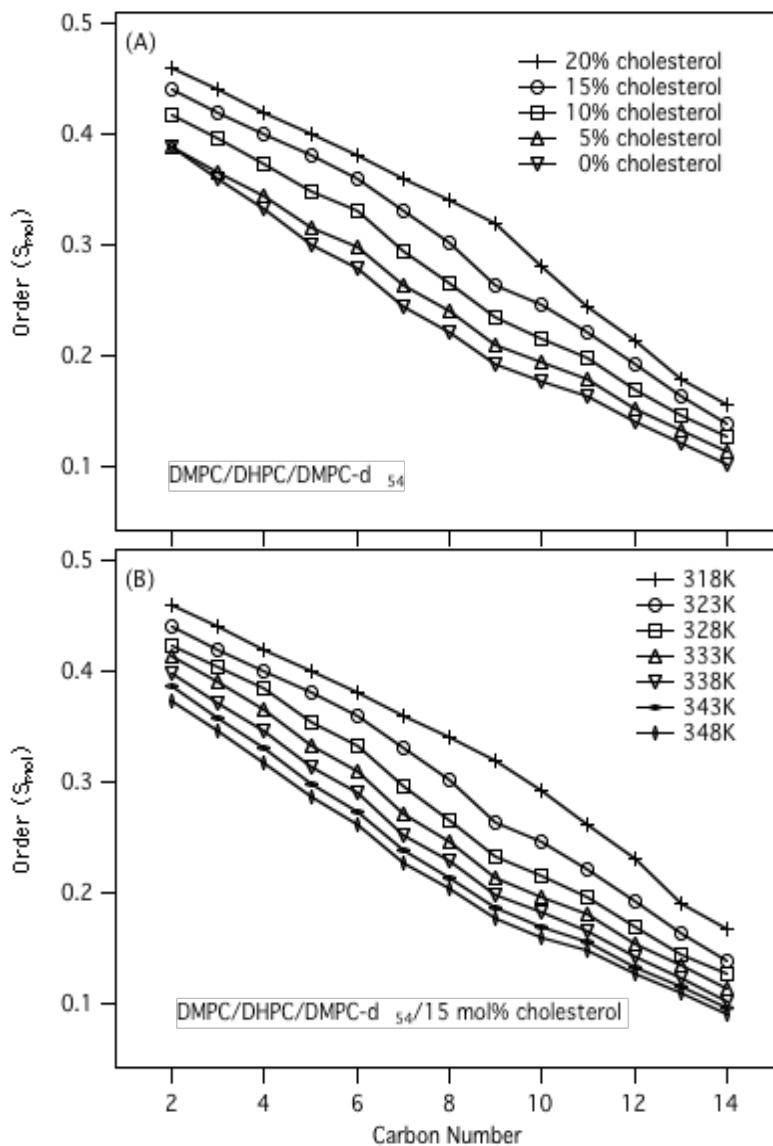 (A)
20% cholesterol
15% cholesterol
10% cholesterol
5% cholesterol
0% cholesterol
0.5
0.4
0.3
0.2
0.1
Order (Smol)
DMPC/DHPC/DMPC-d 54
(B)
318K
323K
328K
333K
338K
343K
348K
0.5
0.4
0.3
0.2
0.1
Order (Smol)
DMPC/DHPC/DMPC-d 54/15 mol% cholesterol
2 4 6 8 10 12 14
Carbon Number